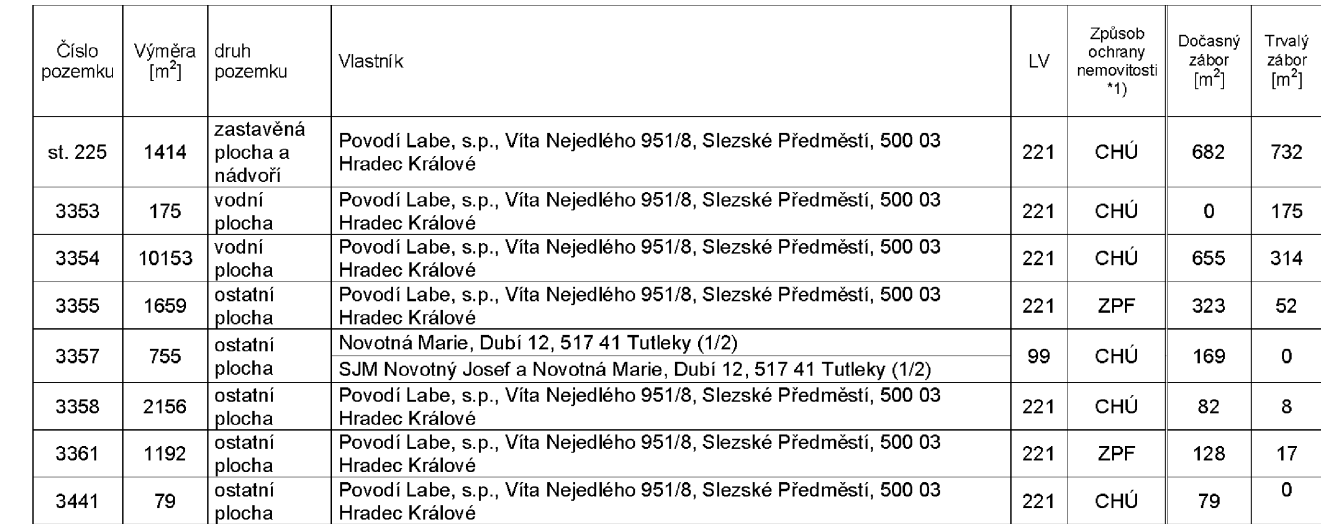 Číslo pozemku Výměra [m²] druh pozemku Vlastník LV Způsob ochrany nemovitosti *1) Dočasný zábor [m²] Trvalý zábor [m²]
st. 225 1414 zastavěná plocha a nádvoří Povodí Labe, s.p., Víta Nejedlého 951/8, Slezské Předměstí, 500 03 Hradec Králové 221 CHÚ 682 732
3353 175 vodní plocha Povodí Labe, s.p., Víta Nejedlého 951/8, Slezské Předměstí, 500 03 Hradec Králové 221 CHÚ 0 175
3354 10153 vodní plocha Povodí Labe, s.p., Víta Nejedlého 951/8, Slezské Předměstí, 500 03 Hradec Králové 221 CHÚ 655 314
3355 1659 ostatní plocha Povodí Labe, s.p., Víta Nejedlého 951/8, Slezské Předměstí, 500 03 Hradec Králové 221 ZPF 323 52
3357 755 ostatní plocha Novotná Marie, Dubí 12, 517 41 Tutleky (1/2) SJM Novotný Josef a Novotná Marie, Dubí 12, 517 41 Tutleky (1/2) 99 CHÚ 169 0
3358 2156 ostatní plocha Povodí Labe, s.p., Víta Nejedlého 951/8, Slezské Předměstí, 500 03 Hradec Králové 221 CHÚ 82 8
3361 1192 ostatní plocha Povodí Labe, s.p., Víta Nejedlého 951/8, Slezské Předměstí, 500 03 Hradec Králové 221 ZPF 128 17
3441 79 ostatní plocha Povodí Labe, s.p., Víta Nejedlého 951/8, Slezské Předměstí, 500 03 Hradec Králové 221 CHÚ 79 0